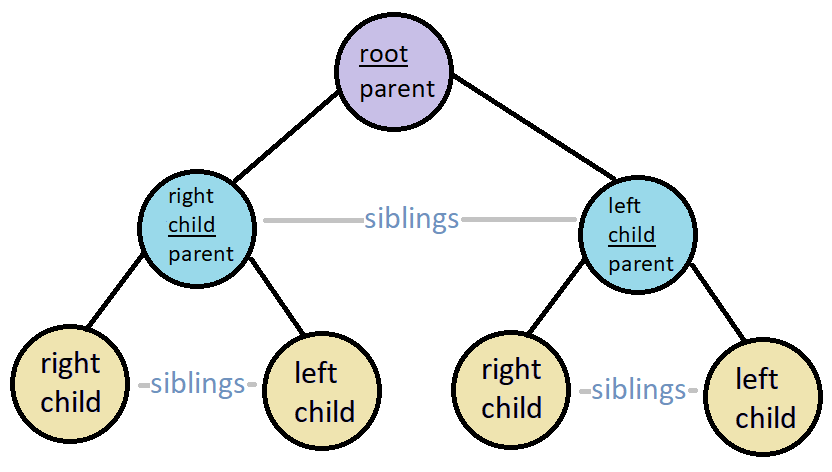 root
parent
right
child
parent
siblings
left
child
parent
right
child
siblings
left
child
right
child
siblings
left
child